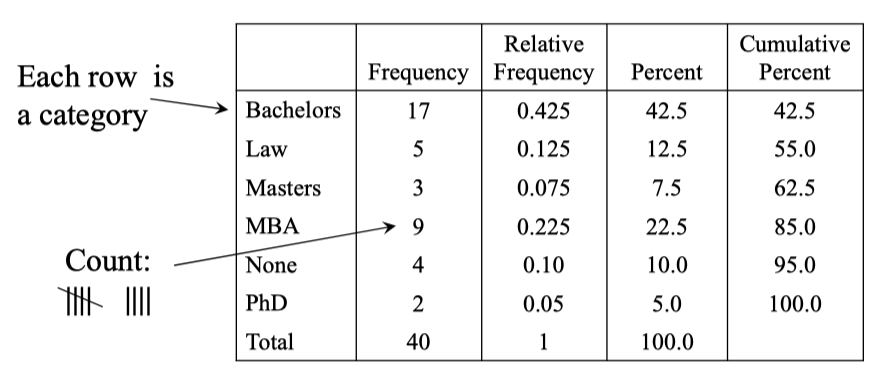 Each row is
a category
Count:
Frequency Relative Frequency Percent Cumulative Percent
Bachelors 17 0.425 42.5 42.5
Law 5 0.125 12.5 55.0
Masters 3 0.075 7.5 62.5
MBA 9 0.225 22.5 85.0
None 4 0.10 10.0 95.0
PhD 2 0.05 5.0 100.0
Total 40 1 100.0